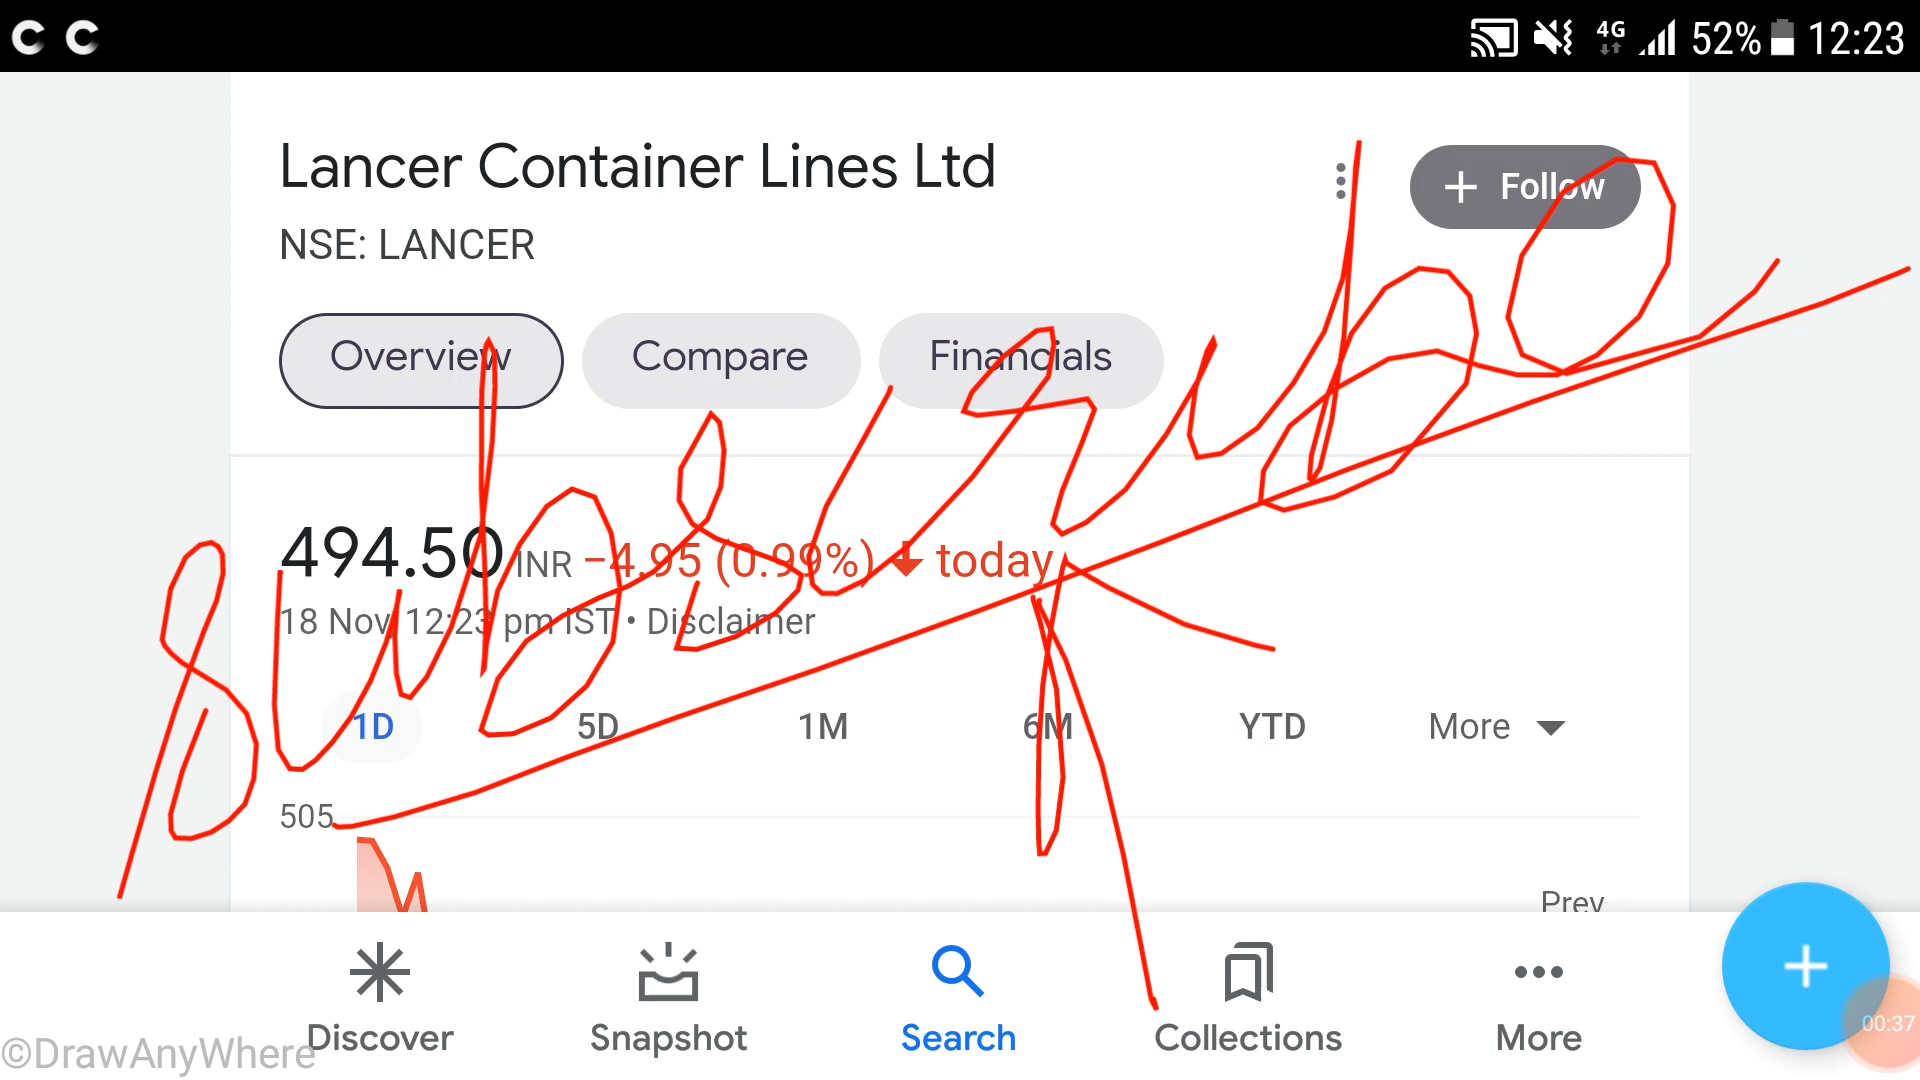 4G 52% 12:23
Lancer Container Lines Ltd
+ Follow
NSE: LANCER
Overview Compare Financials
494.50 INR −4.95 (0.99%) ↓ today
18 Nov, 12:23 pm IST • Disclaimer
1D 5D 1M 6M YTD More
505
Prev
Subscribe
Discover Snapshot Search Collections More
00:37
©DrawAnyWhere